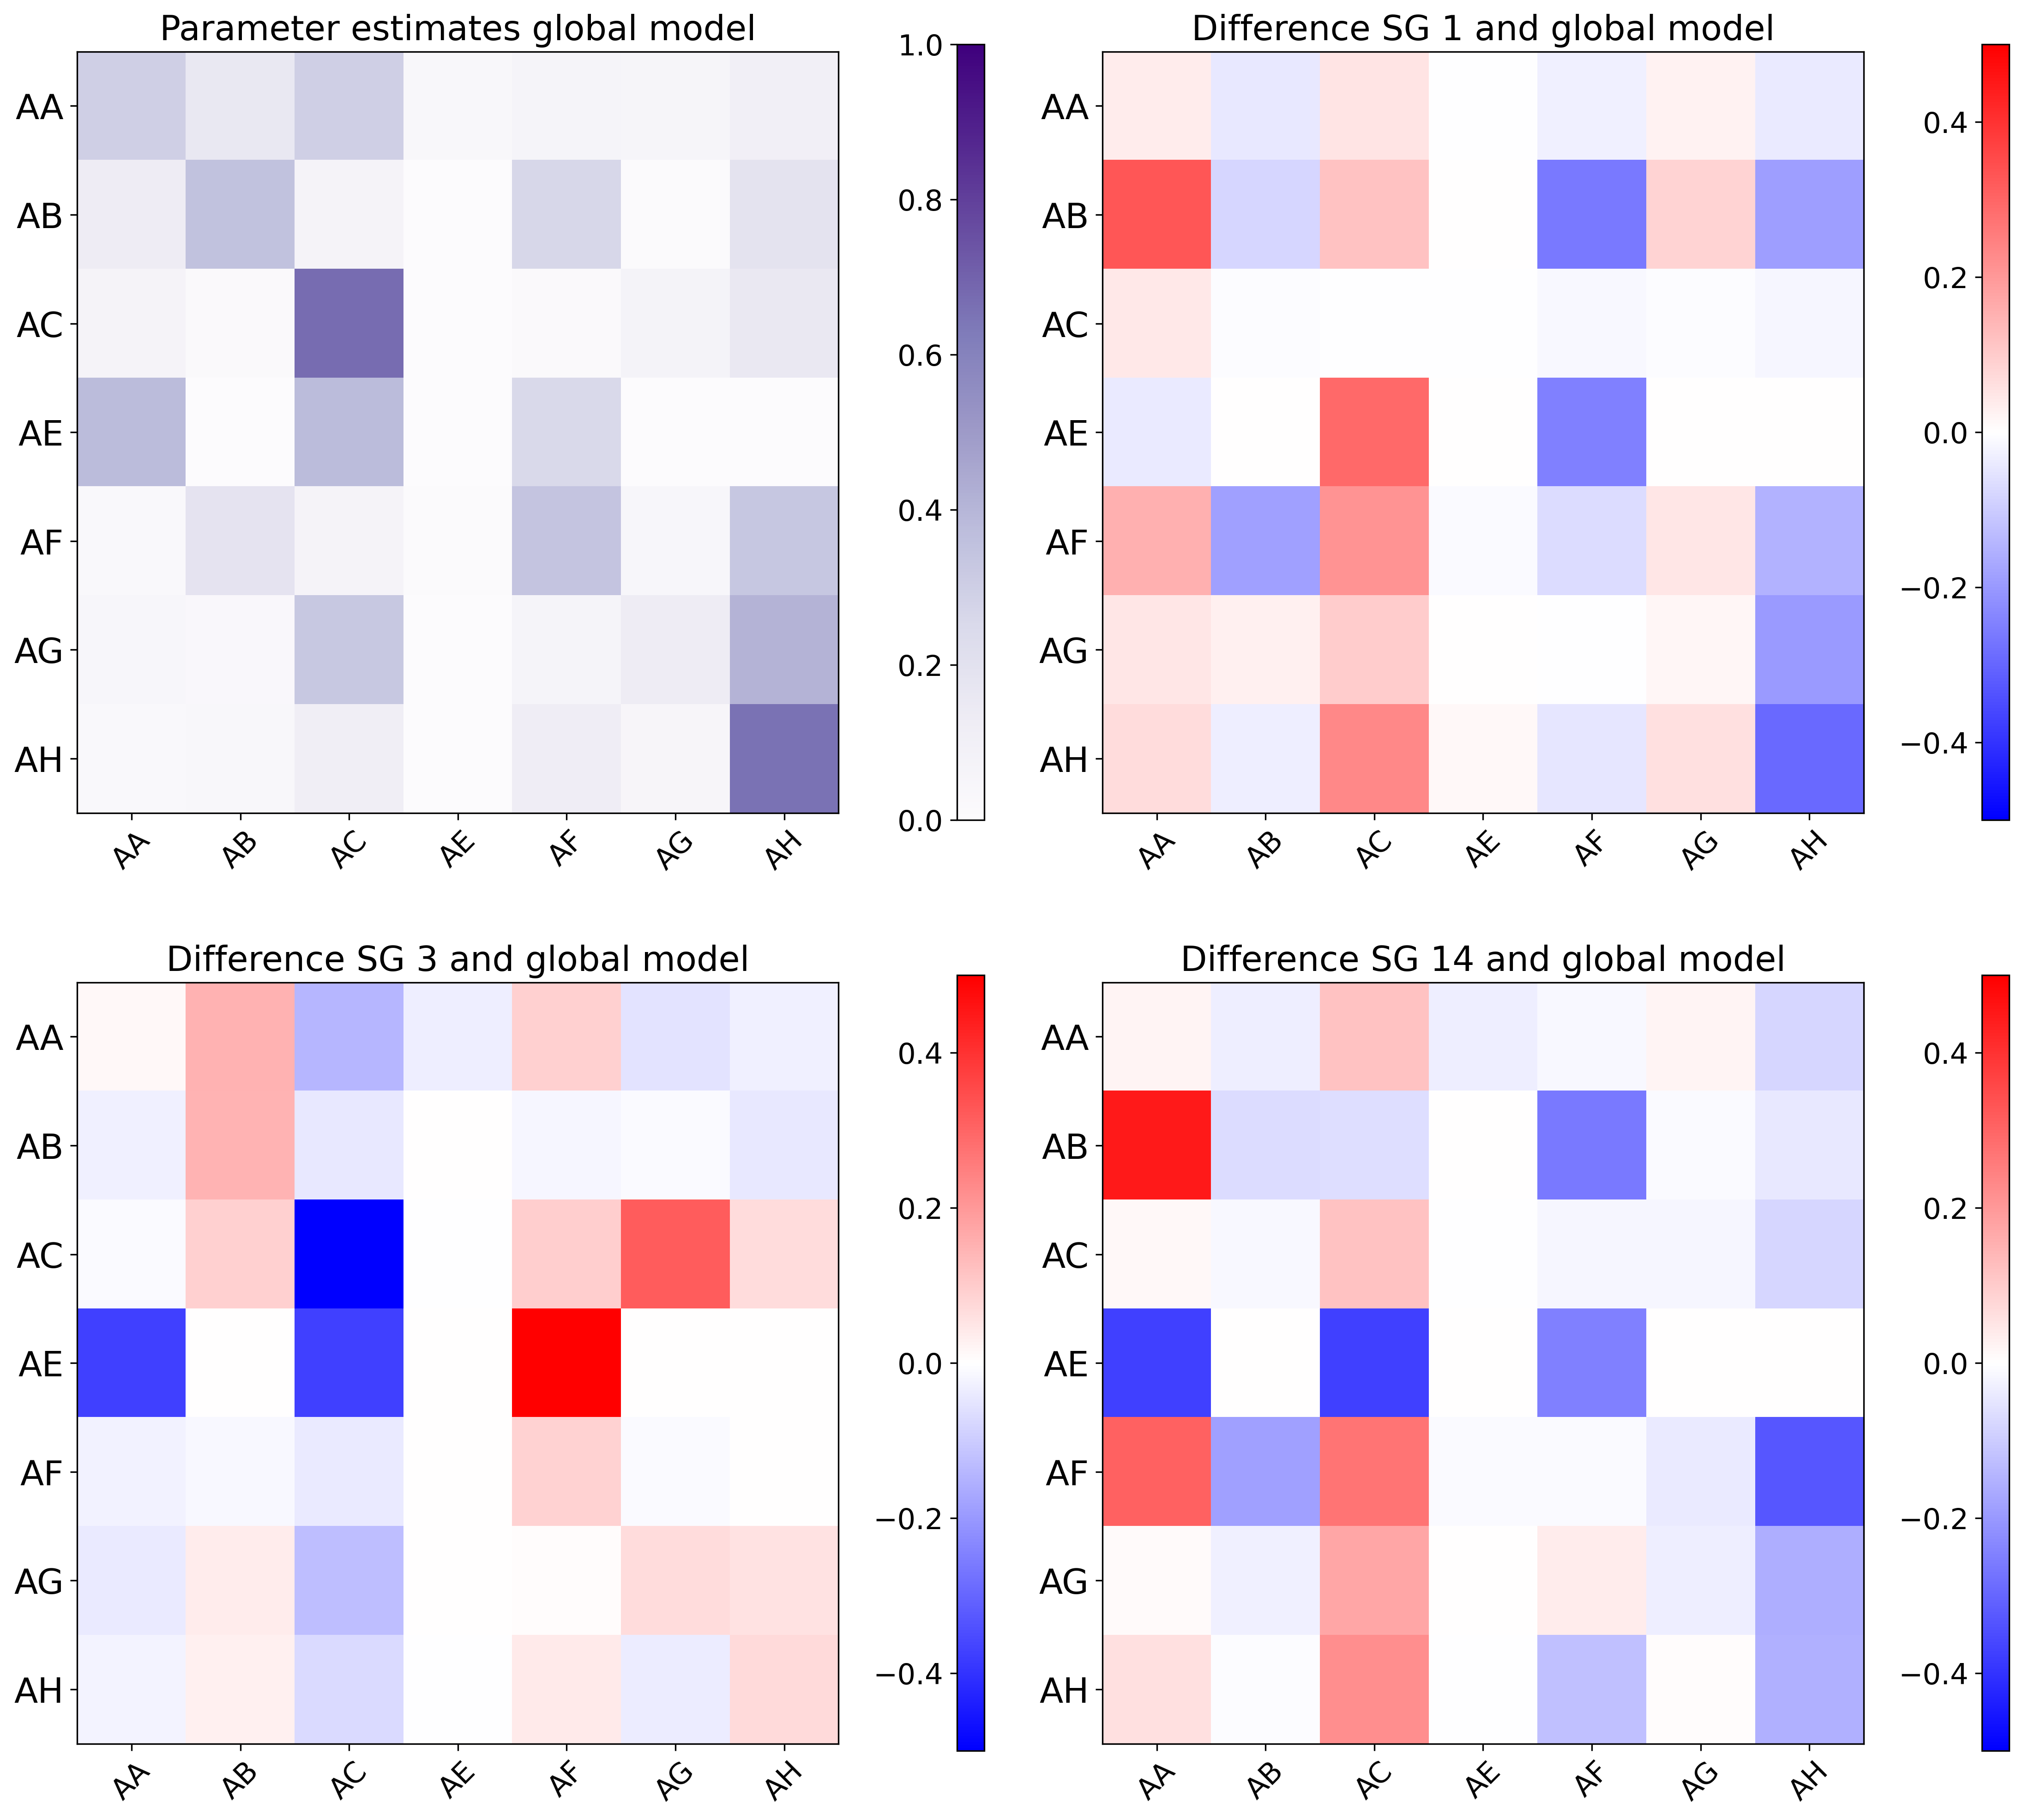 Parameter estimates global model
AA
AB
AC
AE
AF
AG
AH
AA AB AC AE AF AG AH
1.0
0.8
0.6
0.4
0.2
0.0
Difference SG 1 and global model
AA
AB
AC
AE
AF
AG
AH
AA AB AC AE AF AG AH
0.4
0.2
0.0
−0.2
−0.4
Difference SG 3 and global model
AA
AB
AC
AE
AF
AG
AH
AA AB AC AE AF AG AH
0.4
0.2
0.0
−0.2
−0.4
Difference SG 14 and global model
AA
AB
AC
AE
AF
AG
AH
AA AB AC AE AF AG AH
0.4
0.2
0.0
−0.2
−0.4